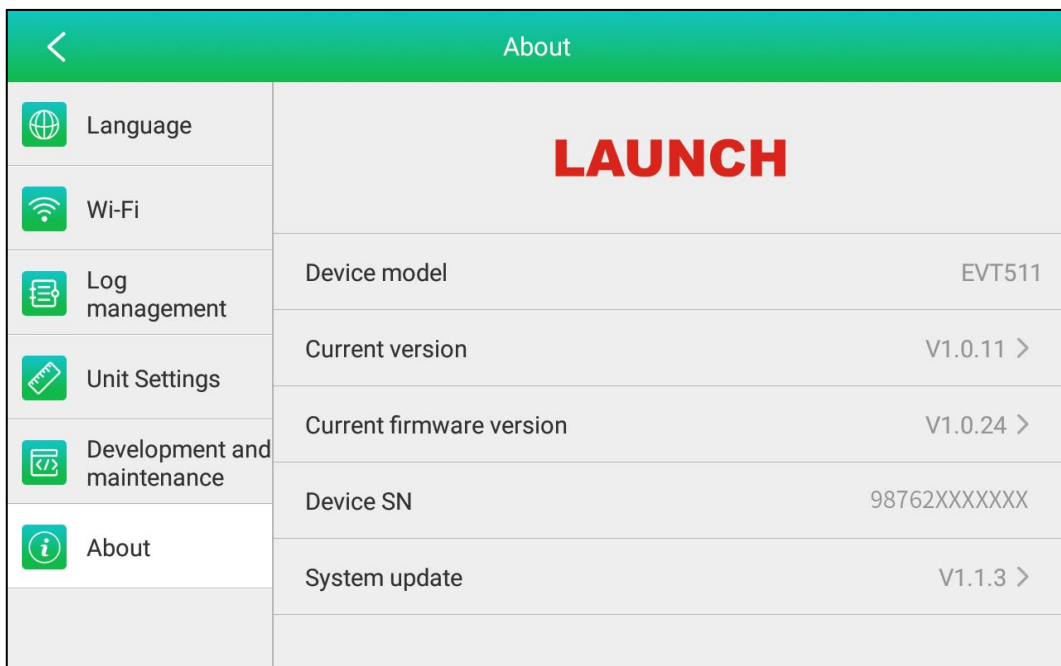 About
Language
Wi-Fi
Log
management
Unit Settings
Development and
maintenance
About
LAUNCH
Device model EVT511
Current version V1.0.11
Current firmware version V1.0.24
Device SN 98762XXXXXXX
System update V1.1.3